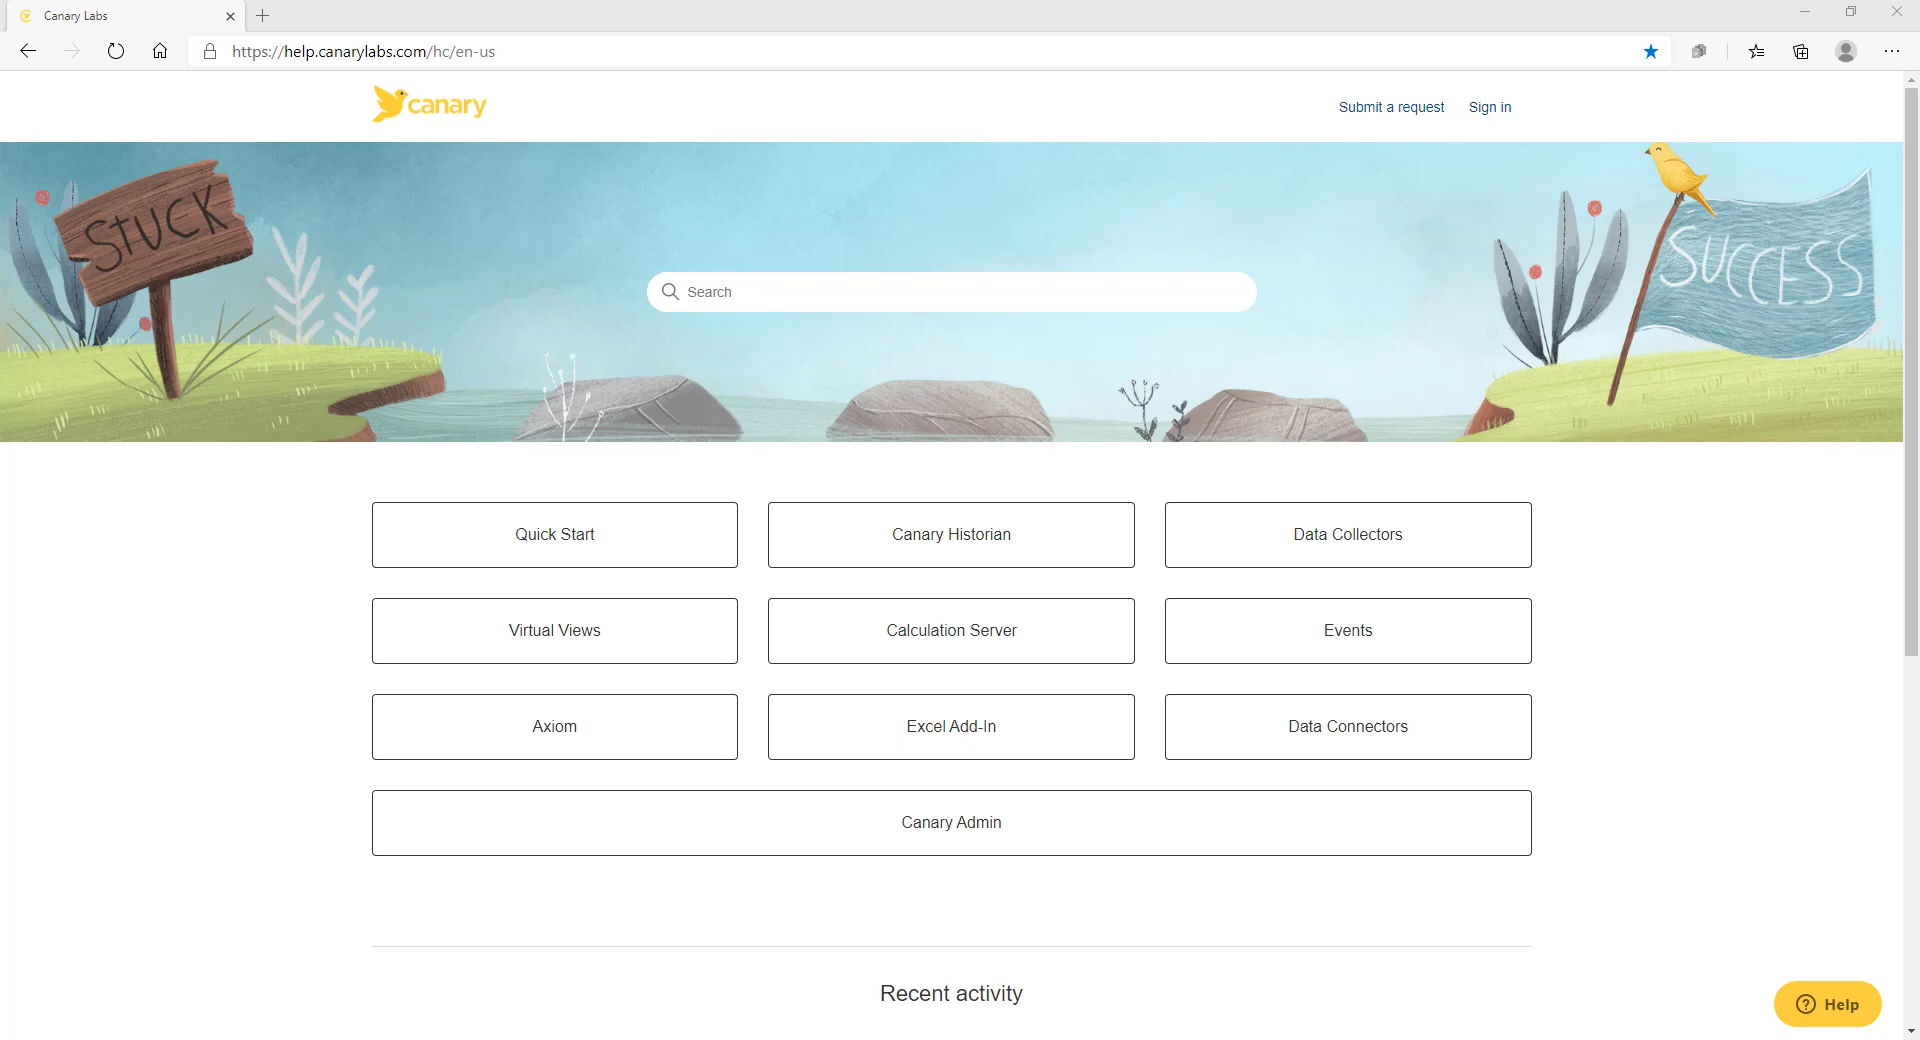 Canary Labs
https://help.canarylabs.com/hc/en-us
canary
Submit a request Sign in
STUCK
SUCCESS
Search
Quick Start Canary Historian Data Collectors
Virtual Views Calculation Server Events
Axiom Excel Add-In Data Connectors
Canary Admin
Recent activity
Help